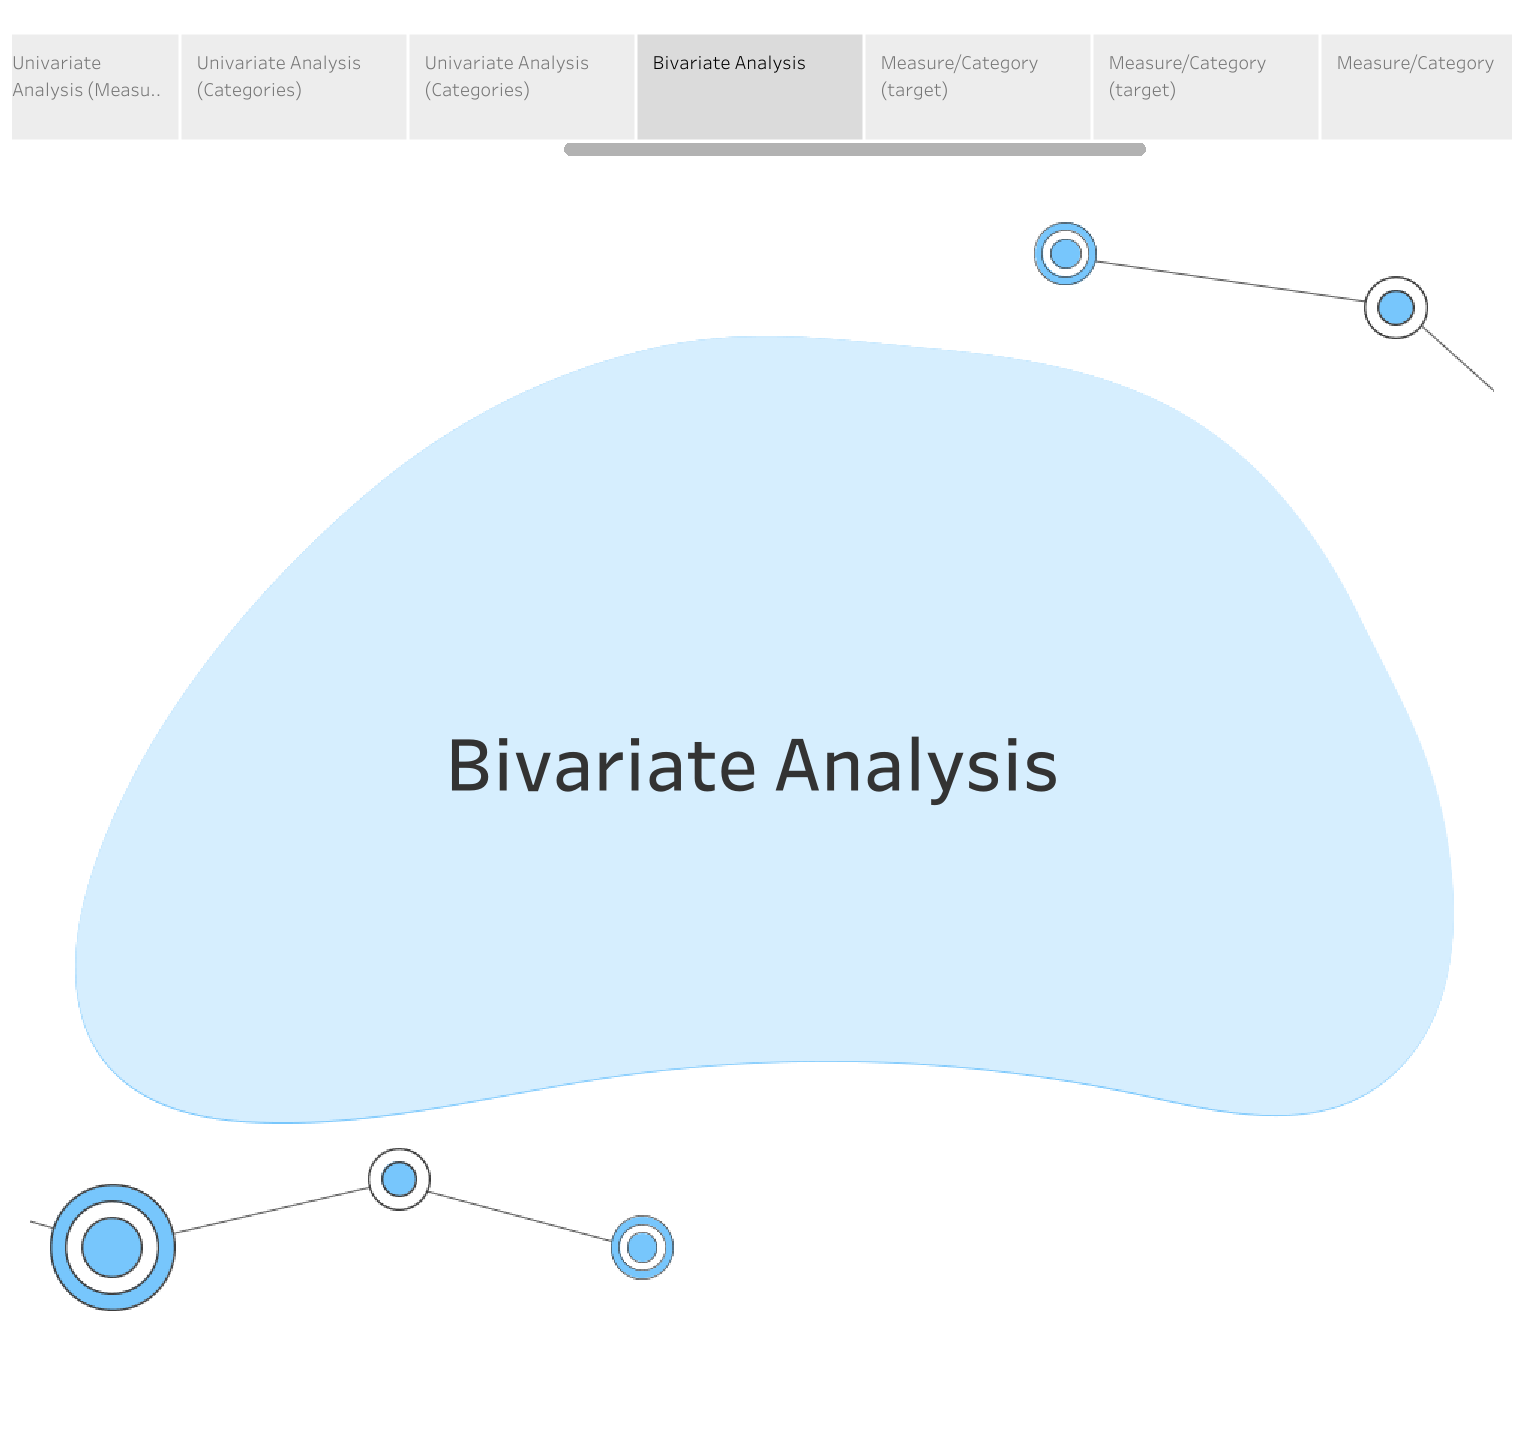 Univariate
Analysis (Measu..
Univariate Analysis
(Categories)
Univariate Analysis
(Categories)
Bivariate Analysis
Measure/Category
(target)
Measure/Category
(target)
Measure/Category
Bivariate Analysis